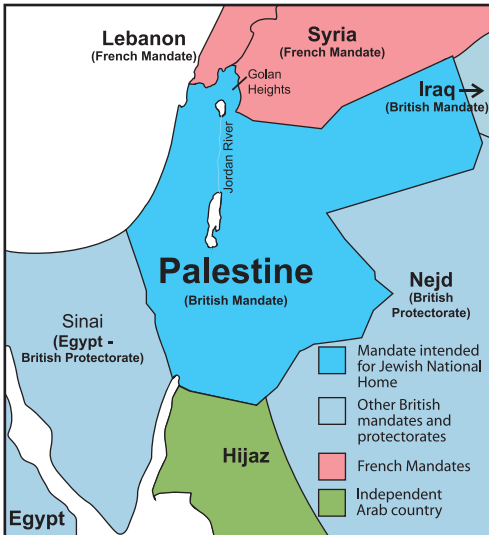 Lebanon
(French Mandate)
Syria
(French Mandate)
Golan
Heights
Iraq
(British Mandate)
Jordan River
Palestine
(British Mandate)
Nejd
(British
Protectorate)
Sinai
(Egypt -
British Protectorate)
Mandate intended
for Jewish National
Home
Other British
mandates and
protectorates
French Mandates
Independent
Arab country
Hijaz
Egypt